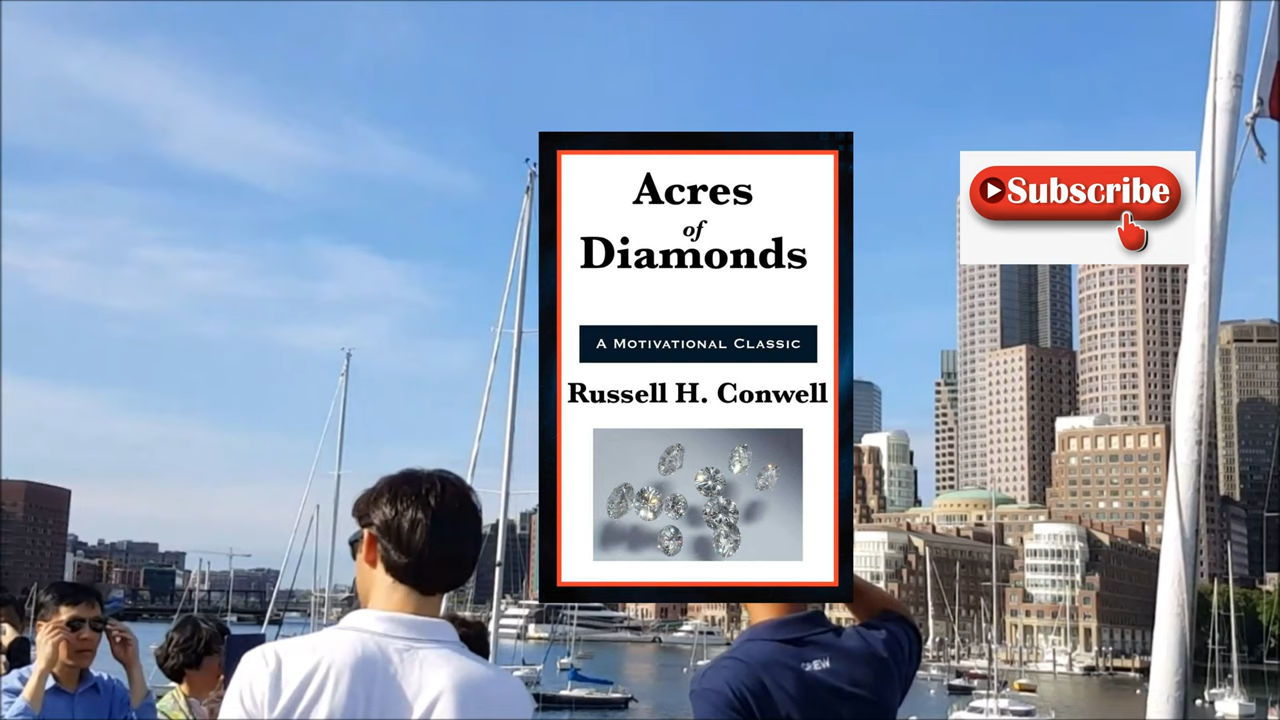 Acres
of
Diamonds
A MOTIVATIONAL CLASSIC
Russell H. Conwell
Subscribe
CREW